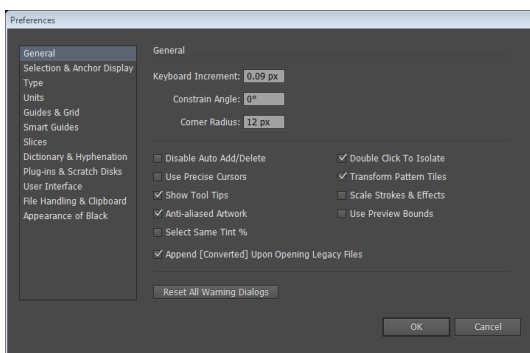 Preferences
General
Selection & Anchor Display
Type
Units
Guides & Grid
Smart Guides
Slices
Dictionary & Hyphenation
Plug-ins & Scratch Disks
User Interface
File Handling & Clipboard
Appearance of Black
General
Keyboard Increment: 0.09 px
Constrain Angle: 0°
Corner Radius: 12 px
Disable Auto Add/Delete
Double Click To Isolate
Use Precise Cursors
Transform Pattern Tiles
Show Tool Tips
Scale Strokes & Effects
Anti-aliased Artwork
Use Preview Bounds
Select Same Tint %
Append [Converted] Upon Opening Legacy Files
Reset All Warning Dialogs
OK
Cancel